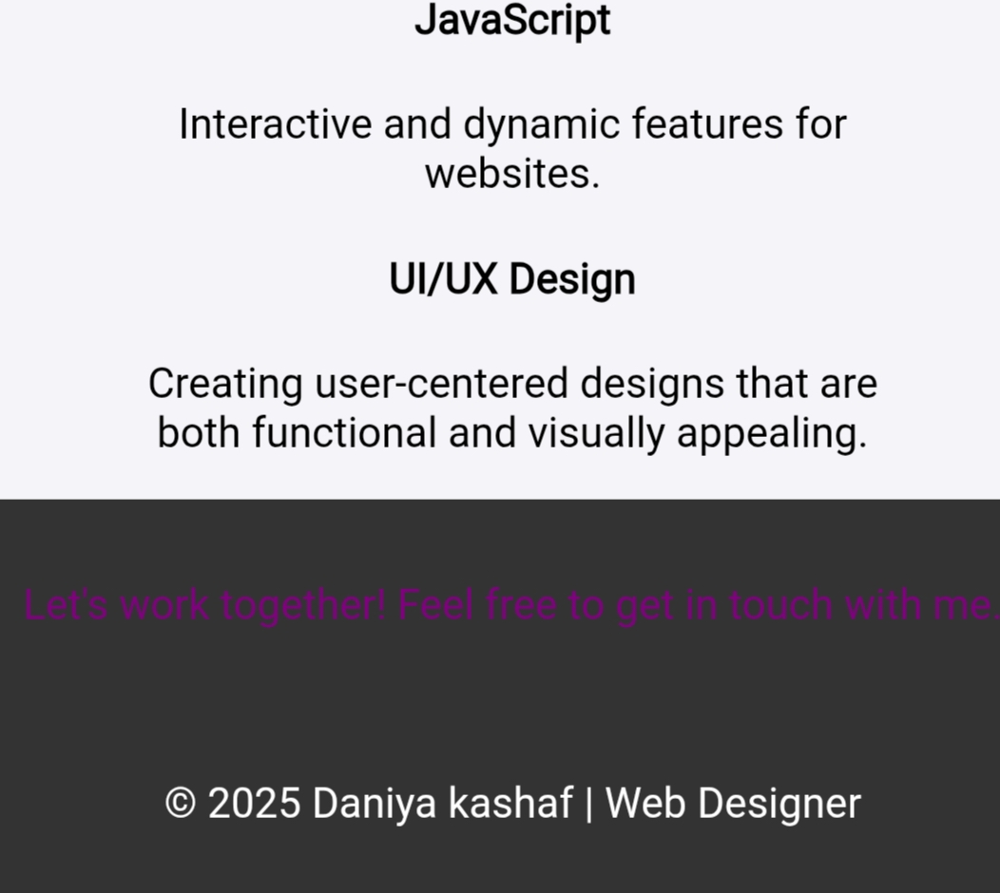 JavaScript
Interactive and dynamic features for
websites.
UI/UX Design
Creating user-centered designs that are
both functional and visually appealing.
Let's work together! Feel free to get in touch with me.
© 2025 Daniya kashaf | Web Designer